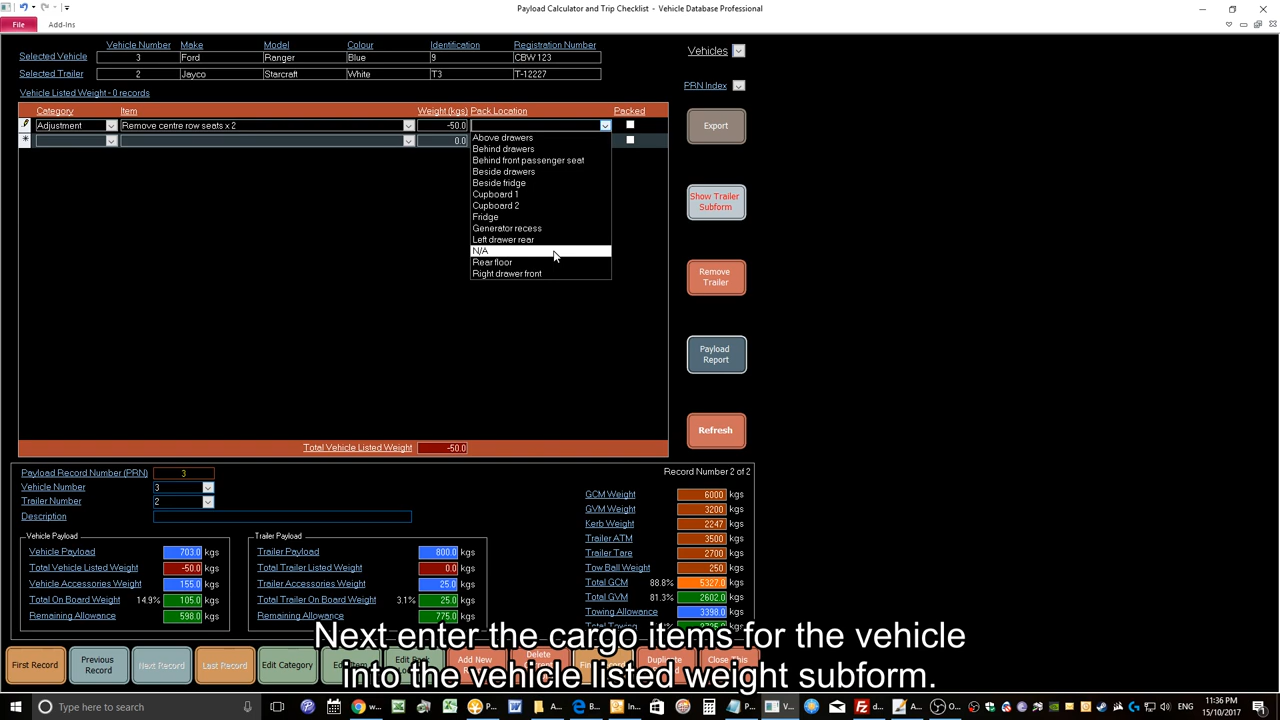 Payload Calculator and Trip Checklist - Vehicle Database Professional
File Add-Ins
Vehicle Number Make Model Colour Identification Registration Number
Selected Vehicle 3 Ford Ranger Blue 9 CBW 123
Selected Trailer 2 Jayco Starcraft White T3 T-12227
Vehicles
PRN Index
Vehicle Listed Weight - 0 records
Category Item Weight (kgs) Pack Location Packed
Adjustment Remove centre row seats x 2 -50.0
0.0
Above drawers
Behind drawers
Behind front passenger seat
Beside drawers
Beside fridge
Cupboard 1
Cupboard 2
Fridge
Generator recess
Left drawer rear
N/A
Rear floor
Right drawer front
Export
Show Trailer
Subform
Remove
Trailer
Payload
Report
Refresh
Total Vehicle Listed Weight -50.0
Payload Record Number (PRN) 3
Vehicle Number 3
Trailer Number 2
Description
Record Number 2 of 2
GCM Weight 6000 kgs
GVM Weight 3200 kgs
Kerb Weight 2247 kgs
Trailer ATM 3500 kgs
Trailer Tare 2700 kgs
Tow Ball Weight 250 kgs
Total GCM 88.8% 5327.0 kgs
Total GVM 81.3% 2602.0 kgs
Towing Allowance 3398.0 kgs
Vehicle Payload
Vehicle Payload 703.0 kgs
Total Vehicle Listed Weight -50.0 kgs
Vehicle Accessories Weight 155.0 kgs
Total On Board Weight 14.9% 105.0 kgs
Remaining Allowance 598.0 kgs
Trailer Payload
Trailer Payload 800.0 kgs
Total Trailer Listed Weight 0.0 kgs
Trailer Accessories Weight 25.0 kgs
Total Trailer On Board Weight 3.1% 25.0 kgs
Remaining Allowance 775.0 kgs
Next enter the cargo items for the vehicle
into the vehicle listed weight subform.
First Record
Previous
Record
Next Record
Last Record
Edit Category
Type here to search
11:36 PM
15/10/2017